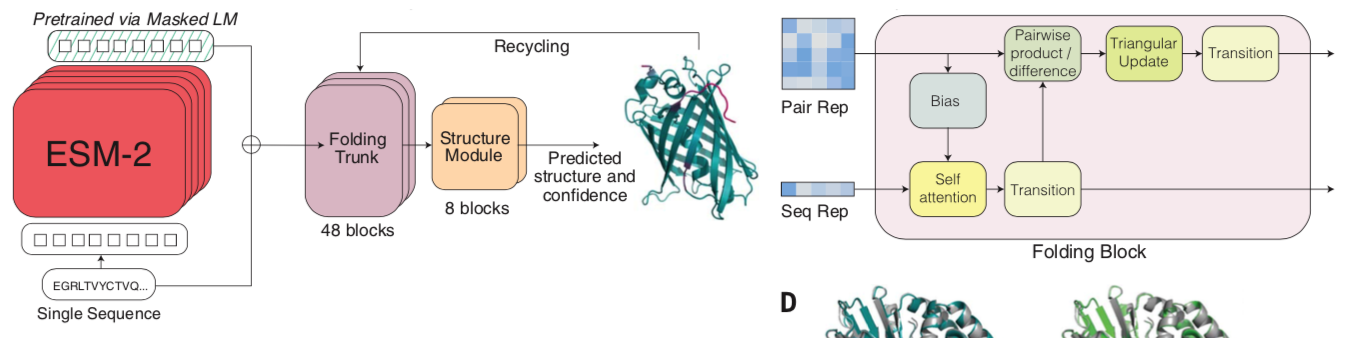 Pretrained via Masked LM
ESM-2
EGRLTVYCTVQ...
Single Sequence
Recycling
Folding
Trunk
48 blocks
Structure
Module
8 blocks
Predicted
structure and
confidence
Pair Rep
Seq Rep
Bias
Self
attention
Transition
Pairwise
product /
difference
Triangular
Update
Transition
Folding Block
D